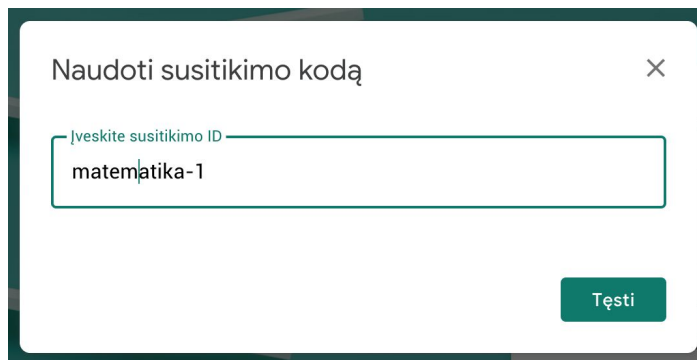 Naudoti susitikimo kodą
Įveskite susitikimo ID
matematika-1
Tęsti